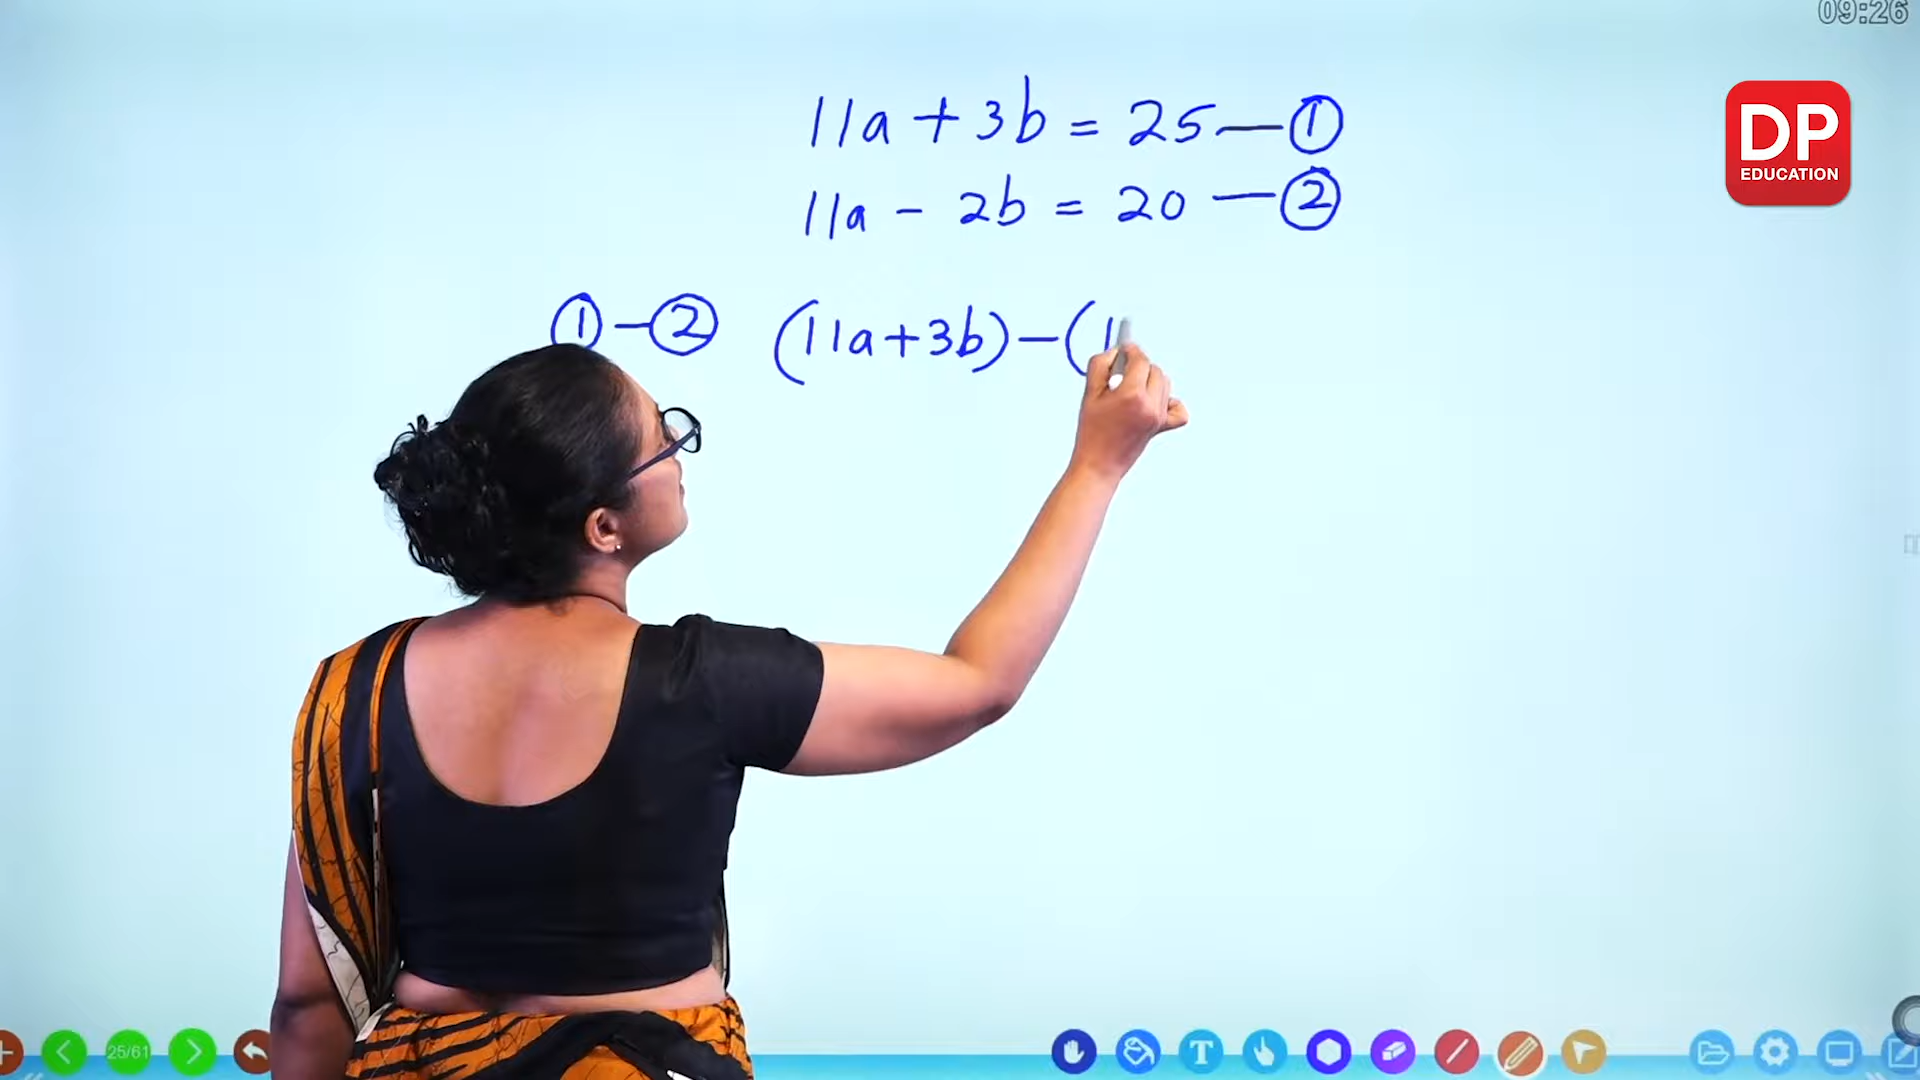 09:26
DP
EDUCATION
11a + 3b = 25 — ①
11a - 2b = 20 — ②
① - ② (11a+3b)-(1
25/61
T